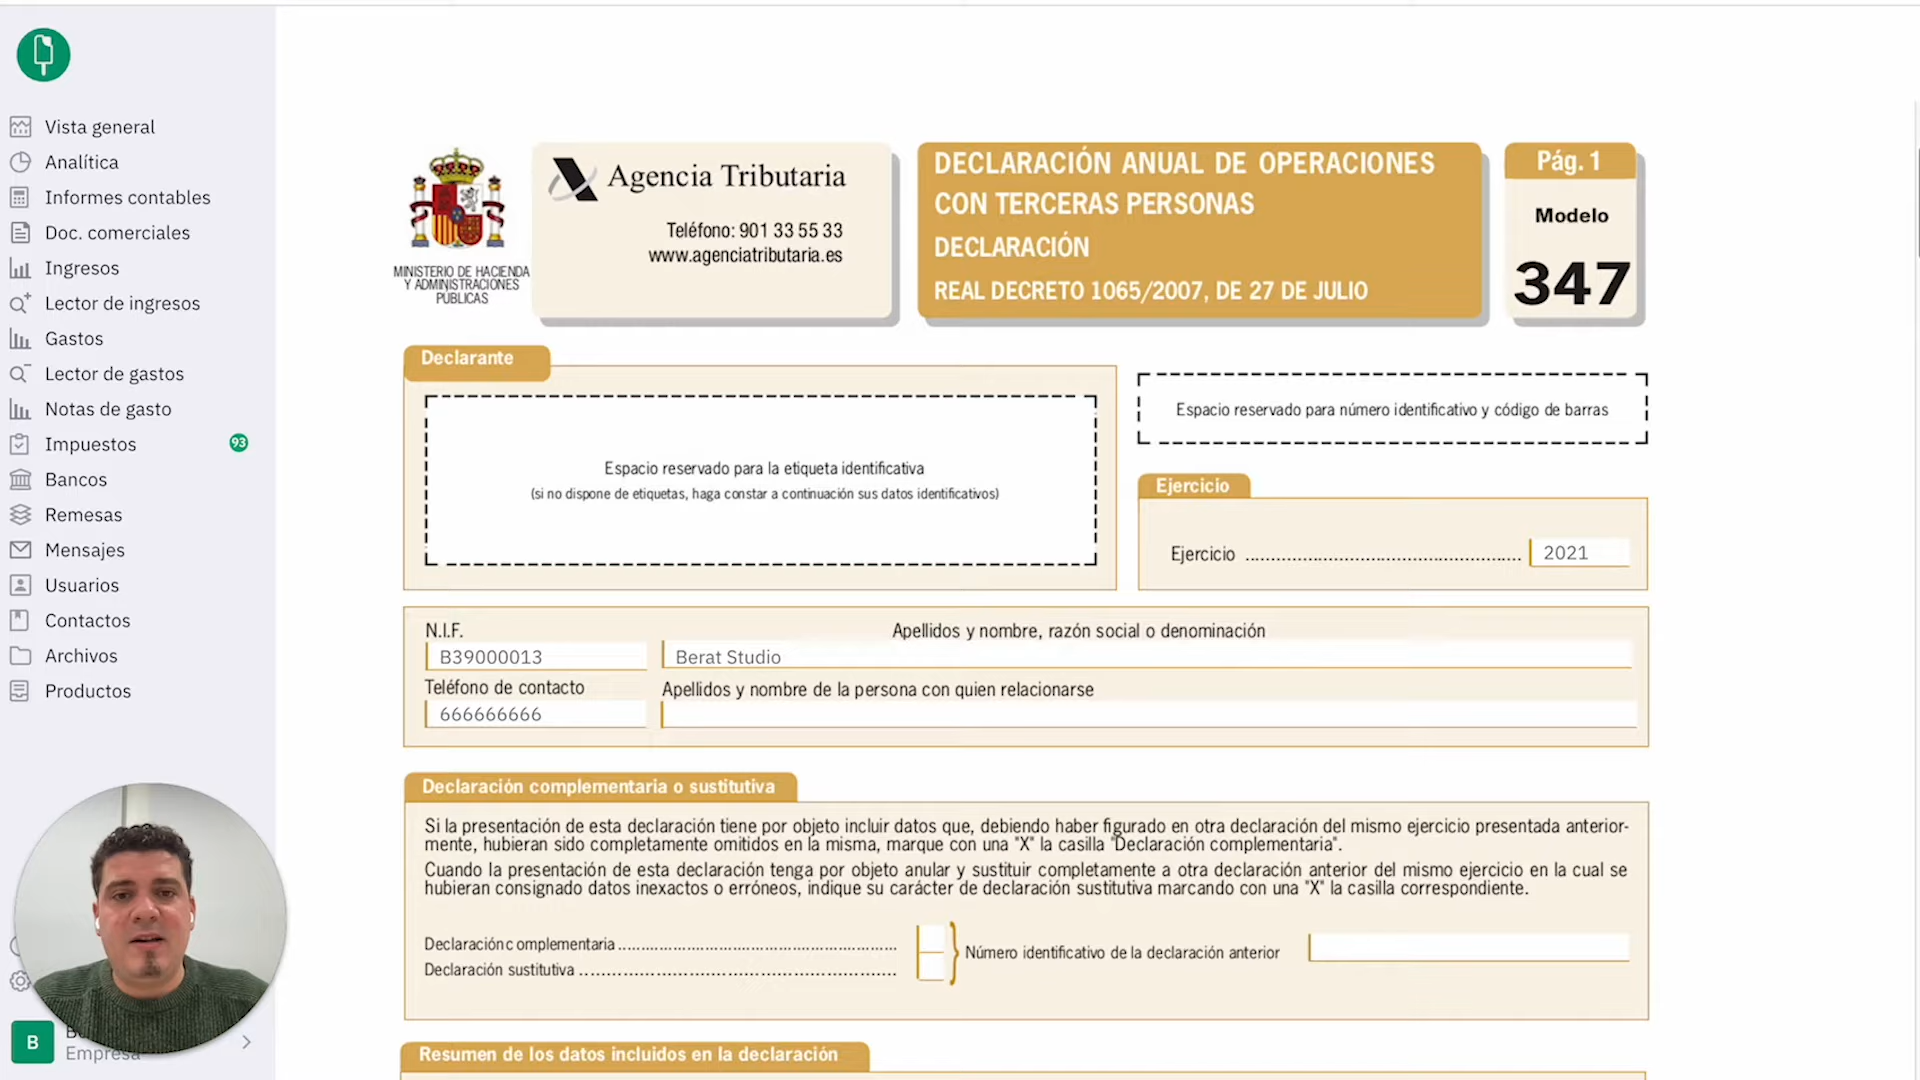 Vista general
Analítica
Informes contables
Doc. comerciales
Ingresos
Lector de ingresos
Gastos
Lector de gastos
Notas de gasto
Impuestos 93
Bancos
Remesas
Mensajes
Usuarios
Contactos
Archivos
Productos
B
Empresa
MINISTERIO DE HACIENDA
Y ADMINISTRACIONES
PÚBLICAS
Agencia Tributaria
Teléfono: 901 33 55 33
www.agenciatributaria.es
DECLARACIÓN ANUAL DE OPERACIONES
CON TERCERAS PERSONAS
DECLARACIÓN
REAL DECRETO 1065/2007, DE 27 DE JULIO
Pág. 1
Modelo
347
Declarante
Espacio reservado para la etiqueta identificativa
(si no dispone de etiquetas, haga constar a continuación sus datos identificativos)
Espacio reservado para número identificativo y código de barras
Ejercicio
Ejercicio ........................................................ 2021
N.I.F.
Apellidos y nombre, razón social o denominación
B39000013
Berat Studio
Teléfono de contacto
Apellidos y nombre de la persona con quien relacionarse
666666666
Declaración complementaria o sustitutiva
Si la presentación de esta declaración tiene por objeto incluir datos que, debiendo haber figurado en otra declaración del mismo ejercicio presentada anterior-
mente, hubieran sido completamente omitidos en la misma, marque con una "X" la casilla "Declaración complementaria".
Cuando la presentación de esta declaración tenga por objeto anular y sustituir completamente a otra declaración anterior del mismo ejercicio en la cual se
hubieran consignado datos inexactos o erróneos, indique su carácter de declaración sustitutiva marcando con una "X" la casilla correspondiente.
Declaración c omplementaria ........................................................
Declaración sustitutiva ........................................................
Número identificativo de la declaración anterior
Resumen de los datos incluidos en la declaración